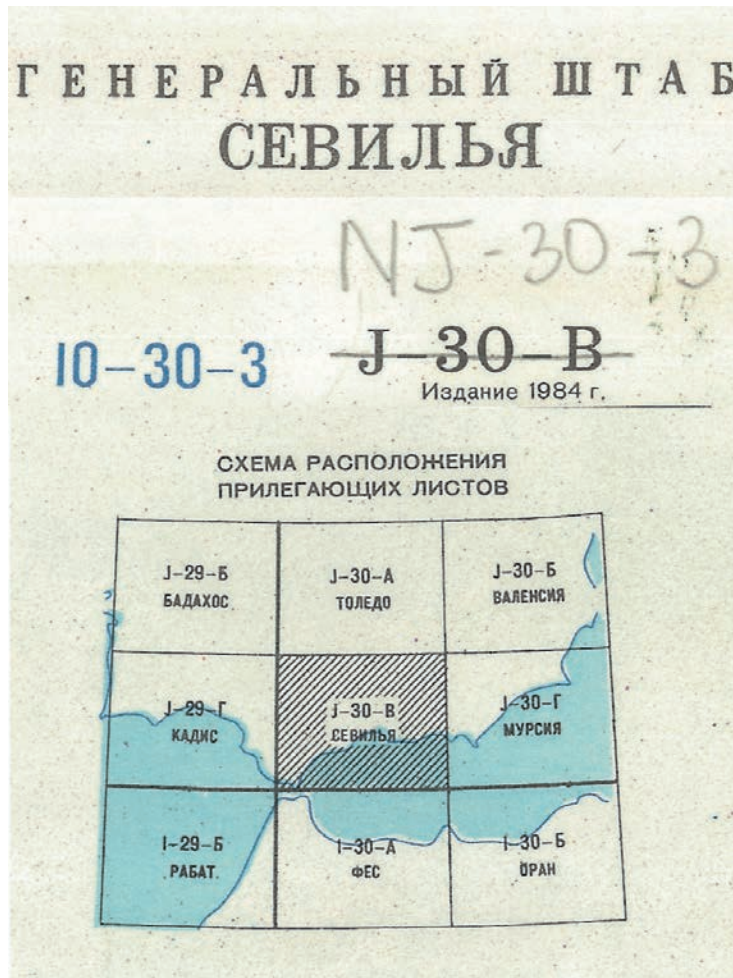 ГЕНЕРАЛЬНЫЙ ШТАБ
СЕВИЛЬЯ
NJ-30-3
10-30-3
J-30-В
Издание 1984 г.
СХЕМА РАСПОЛОЖЕНИЯ
ПРИЛЕГАЮЩИХ ЛИСТОВ
J-29-Б
БАДАХОС
J-30-А
ТОЛЕДО
J-30-Б
ВАЛЕНСИЯ
J-29-Г
КАДИС
J-30-В
СЕВИЛЬЯ
J-30-Г
МУРСИЯ
I-29-Б
РАБАТ
I-30-А
ФЕС
I-30-Б
ОРАН